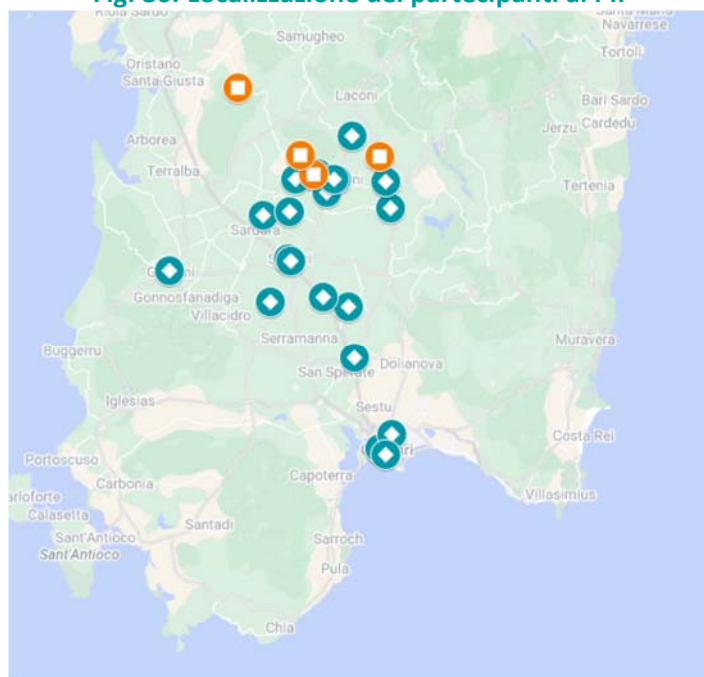 Samugheo
Navarrese
Oristano
Santa Giusta
Tortolì
Laconi
Bari Sardo
Cardedu
Jerzu
Arborea
Terralba
Tertenia
Sardara
Gonnosfanadiga
Villacidro
Serramanna
Muravera
Buggerru
Dolianova
San Sperate
Iglesias
Sestu
Costa Rei
Portoscuso
Capoterra
Carbonia
Villasimius
Calasetta
Santadi
Sant'Antioco
Sant'Antioco
Sarroch
Pula
Chia